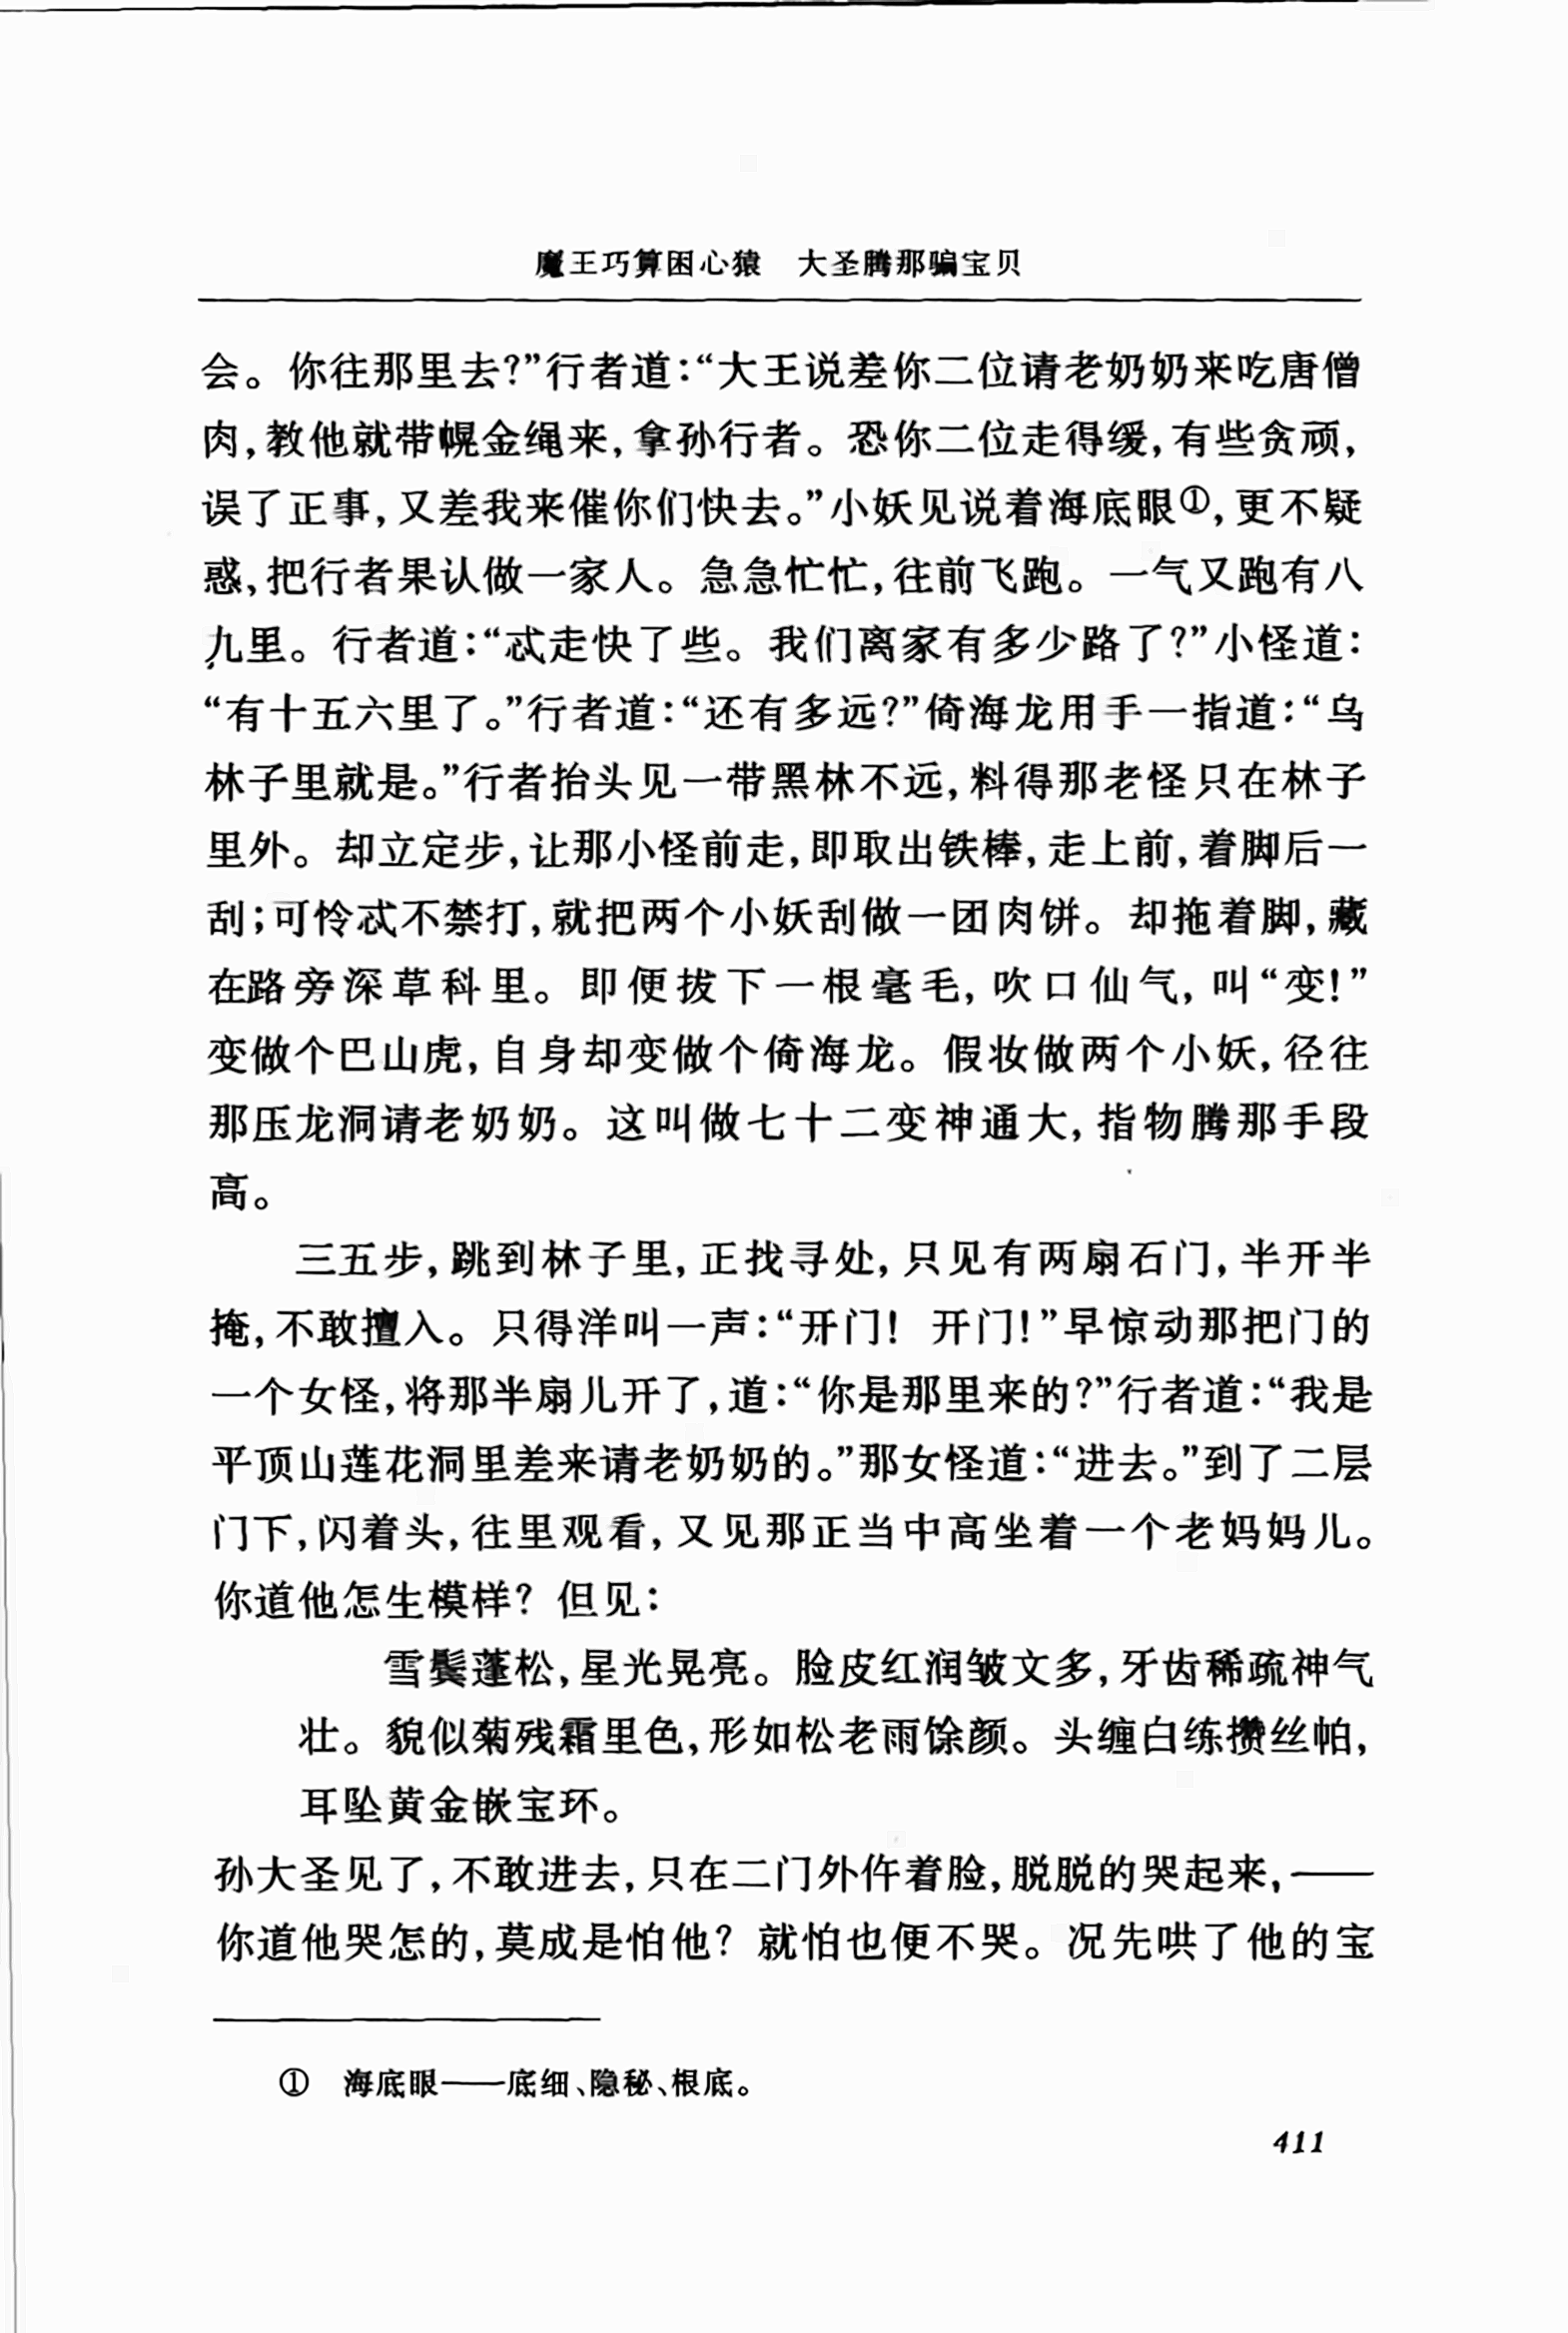 魔王巧算困心猿　大圣腾那骗宝贝
会。你往那里去?”行者道:“大王说差你二位请老奶奶来吃唐僧
肉,教他就带幌金绳来,拿孙行者。恐你二位走得缓,有些贪顽,
误了正事,又差我来催你们快去。”小妖见说着海底眼①,更不疑
惑,把行者果认做一家人。急急忙忙,往前飞跑。一气又跑有八
九里。行者道:“忒走快了些。我们离家有多少路了?”小怪道:
“有十五六里了。”行者道:“还有多远?”倚海龙用手一指道:“乌
林子里就是。”行者抬头见一带黑林不远,料得那老怪只在林子
里外。却立定步,让那小怪前走,即取出铁棒,走上前,着脚后一
刮;可怜忒不禁打,就把两个小妖刮做一团肉饼。却拖着脚,藏
在路旁深草科里。即便拔下一根毫毛,吹口仙气,叫“变!”
变做个巴山虎,自身却变做个倚海龙。假妆做两个小妖,径往
那压龙洞请老奶奶。这叫做七十二变神通大,指物腾那手段
高。
三五步,跳到林子里,正找寻处,只见有两扇石门,半开半
掩,不敢擅入。只得洋叫一声:“开门! 开门!”早惊动那把门的
一个女怪,将那半扇儿开了,道:“你是那里来的?”行者道:“我是
平顶山莲花洞里差来请老奶奶的。”那女怪道:“进去。”到了二层
门下,闪着头,往里观看,又见那正当中高坐着一个老妈妈儿。
你道他怎生模样? 但见:
雪鬓蓬松,星光晃亮。脸皮红润皱文多,牙齿稀疏神气
壮。貌似菊残霜里色,形如松老雨馀颜。头缠白练攒丝帕,
耳坠黄金嵌宝环。
孙大圣见了,不敢进去,只在二门外仵着脸,脱脱的哭起来,——
你道他哭怎的,莫成是怕他? 就怕也便不哭。况先哄了他的宝
①　海底眼——底细、隐秘、根底。
411